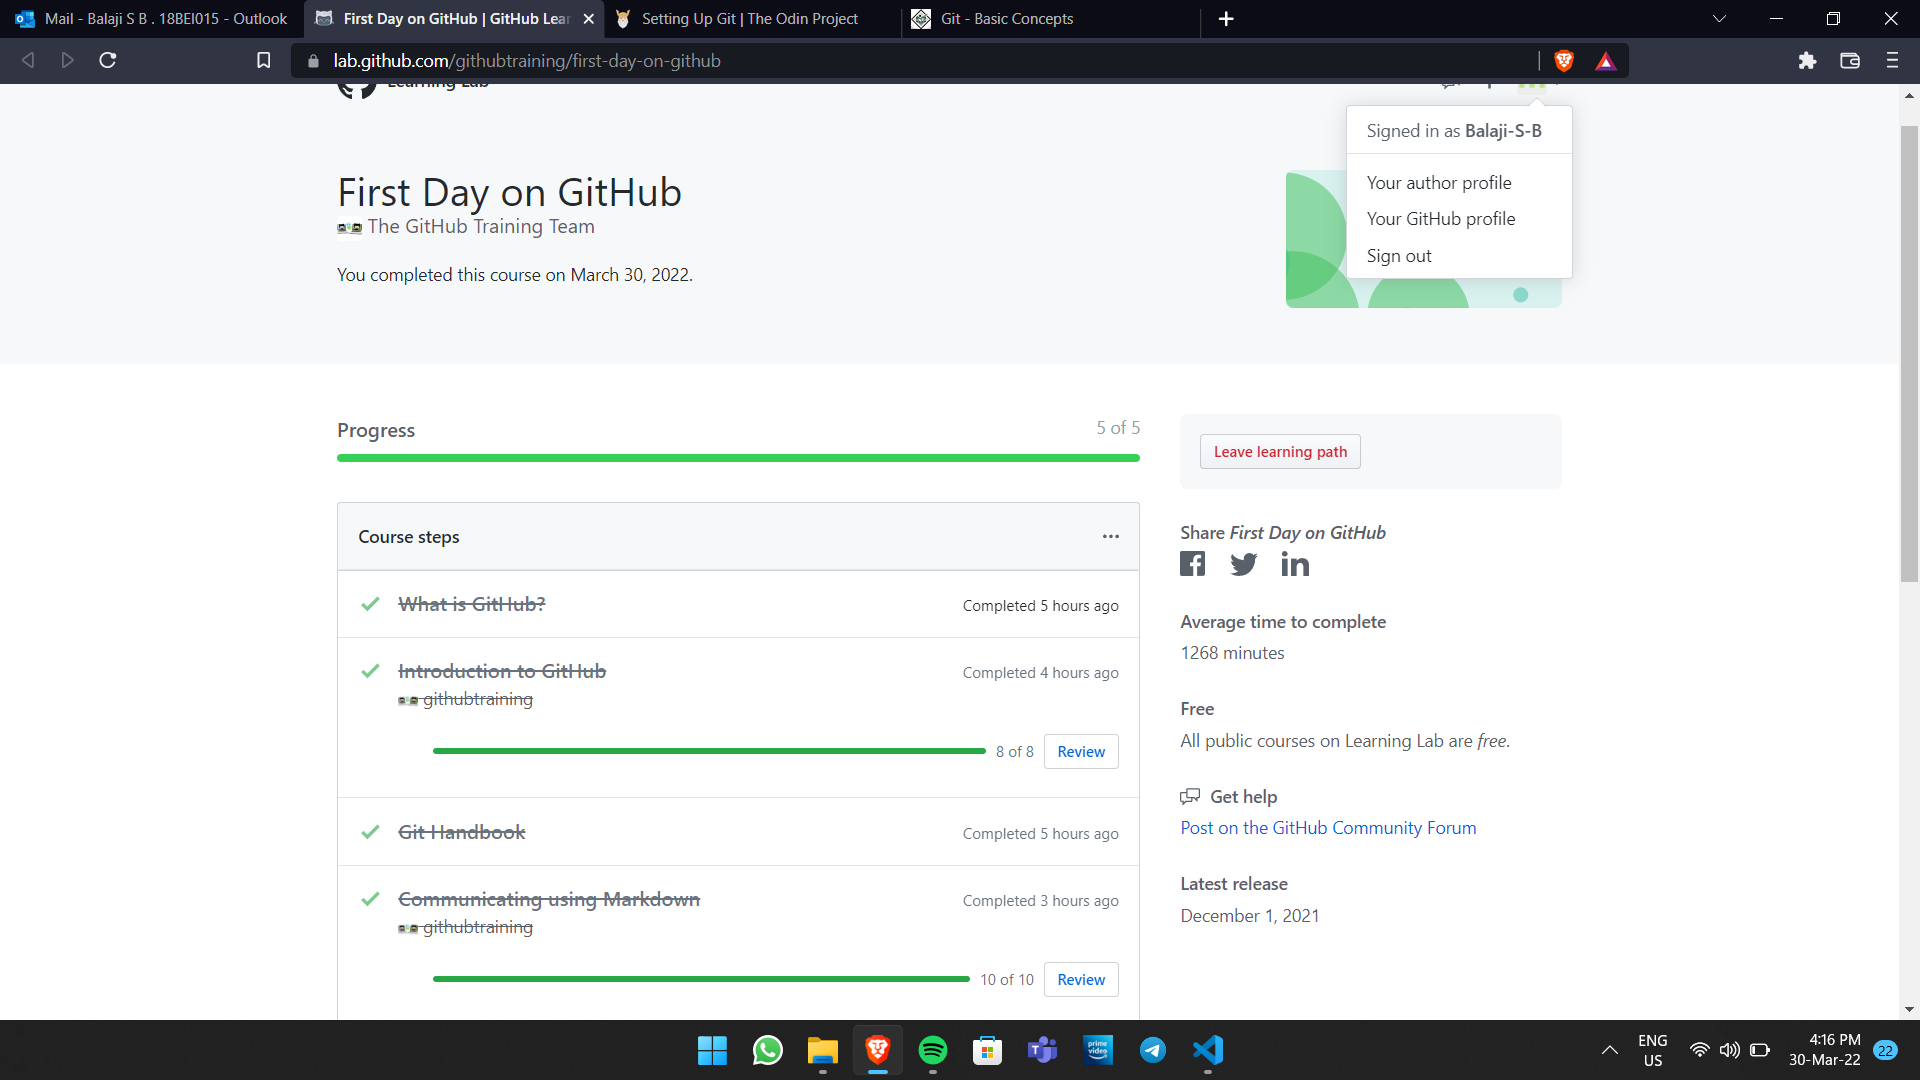 Mail - Balaji S B . 18BEI015 - Outlook
First Day on GitHub | GitHub Lear
Setting Up Git | The Odin Project
Git - Basic Concepts
lab.github.com/githubtraining/first-day-on-github
Learning Lab
Signed in as Balaji-S-B
Your author profile
Your GitHub profile
Sign out
First Day on GitHub
The GitHub Training Team
You completed this course on March 30, 2022.
Progress
5 of 5
Leave learning path
Course steps
What is GitHub?
Completed 5 hours ago
Introduction to GitHub
Completed 4 hours ago
githubtraining
8 of 8
Review
Git Handbook
Completed 5 hours ago
Communicating using Markdown
Completed 3 hours ago
githubtraining
10 of 10
Review
Share First Day on GitHub
Average time to complete
1268 minutes
Free
All public courses on Learning Lab are free.
Get help
Post on the GitHub Community Forum
Latest release
December 1, 2021
prime video
ENG
US
4:16 PM
30-Mar-22
22